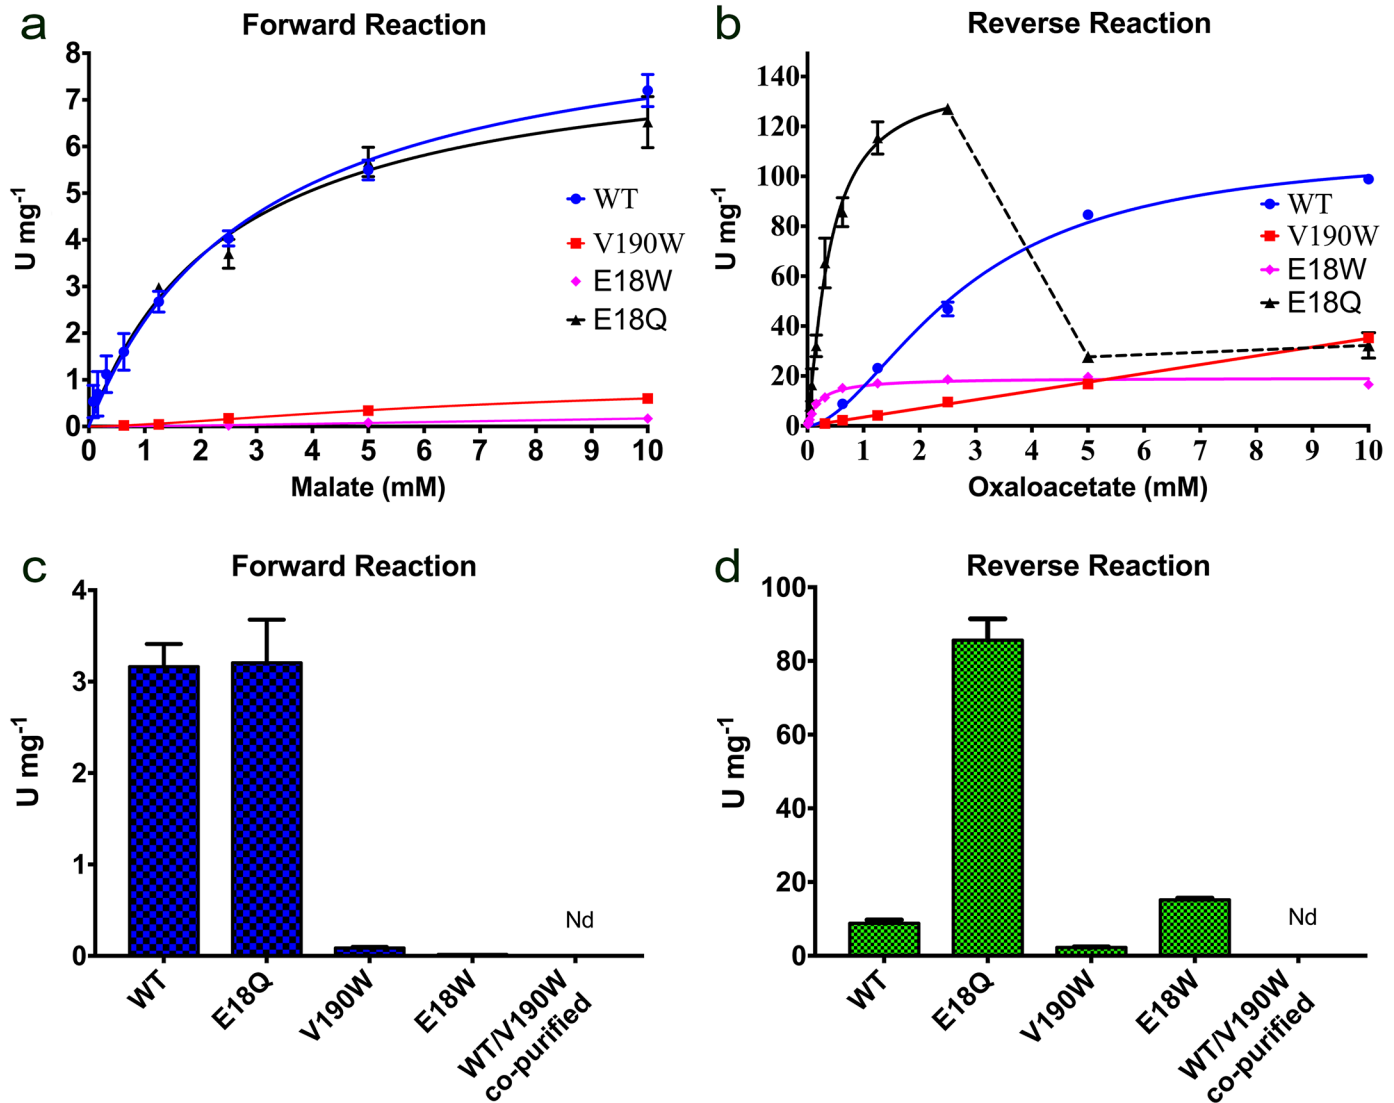 a
Forward Reaction
8
7
6
5
4
3
2
1
0
U mg-1
0 1 2 3 4 5 6 7 8 9 10
Malate (mM)
WT
V190W
E18W
E18Q
b
Reverse Reaction
140
120
100
80
60
40
20
0
U mg-1
0 1 2 3 4 5 6 7 8 9 10
Oxaloacetate (mM)
WT
V190W
E18W
E18Q
c
Forward Reaction
4
3
2
1
0
U mg-1
Nd
WT
E18Q
V190W
E18W
WT/V190W
co-purified
d
Reverse Reaction
100
80
60
40
20
0
U mg-1
Nd
WT
E18Q
V190W
E18W
WT/V190W
co-purified